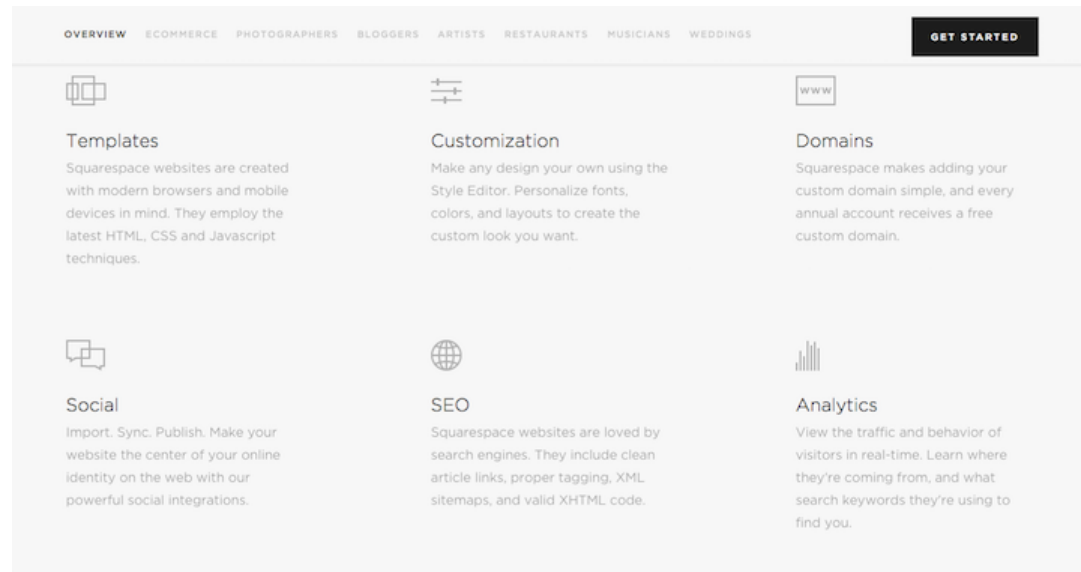 OVERVIEW ECOMMERCE PHOTOGRAPHERS BLOGGERS ARTISTS RESTAURANTS MUSICIANS WEDDINGS
GET STARTED
Templates
Squarespace websites are created
with modern browsers and mobile
devices in mind. They employ the
latest HTML, CSS and Javascript
techniques.
Customization
Make any design your own using the
Style Editor. Personalize fonts,
colors, and layouts to create the
custom look you want.
WWW
Domains
Squarespace makes adding your
custom domain simple, and every
annual account receives a free
custom domain.
Social
Import. Sync. Publish. Make your
website the center of your online
identity on the web with our
powerful social integrations.
SEO
Squarespace websites are loved by
search engines. They include clean
article links, proper tagging, XML
sitemaps, and valid XHTML code.
Analytics
View the traffic and behavior of
visitors in real-time. Learn where
they're coming from, and what
search keywords they're using to
find you.